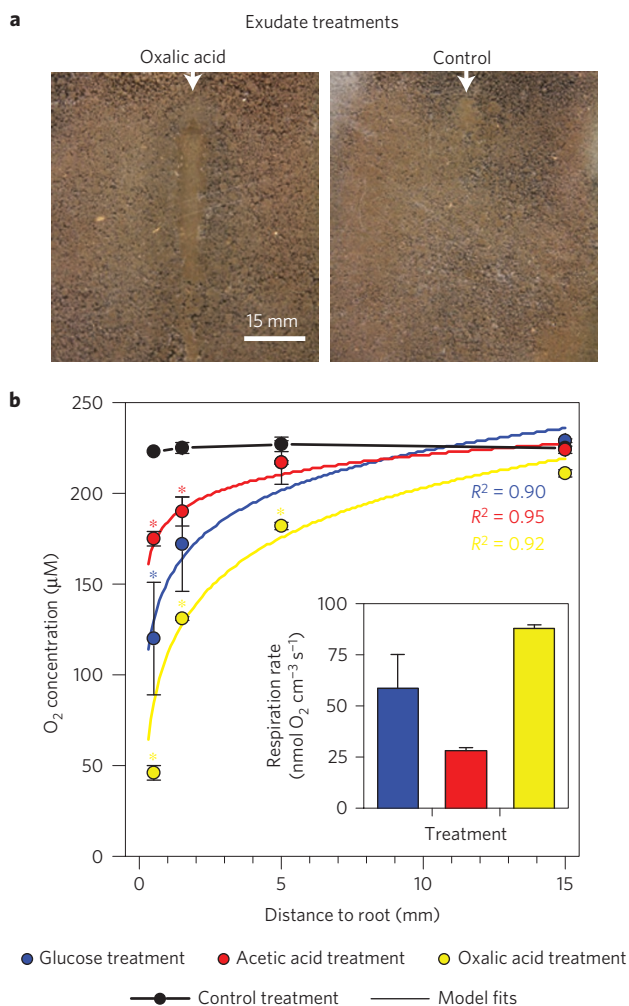 a
Exudate treatments
Oxalic acid
Control
15 mm
b
250
200
150
100
50
0
O₂ concentration (μM)
*
*
*
*
*
*
R² = 0.90
R² = 0.95
R² = 0.92
100
75
50
25
0
Respiration rate
(nmol O₂ cm⁻³ s⁻¹)
Treatment
0
5
10
15
Distance to root (mm)
Glucose treatment
Acetic acid treatment
Oxalic acid treatment
Control treatment
Model fits